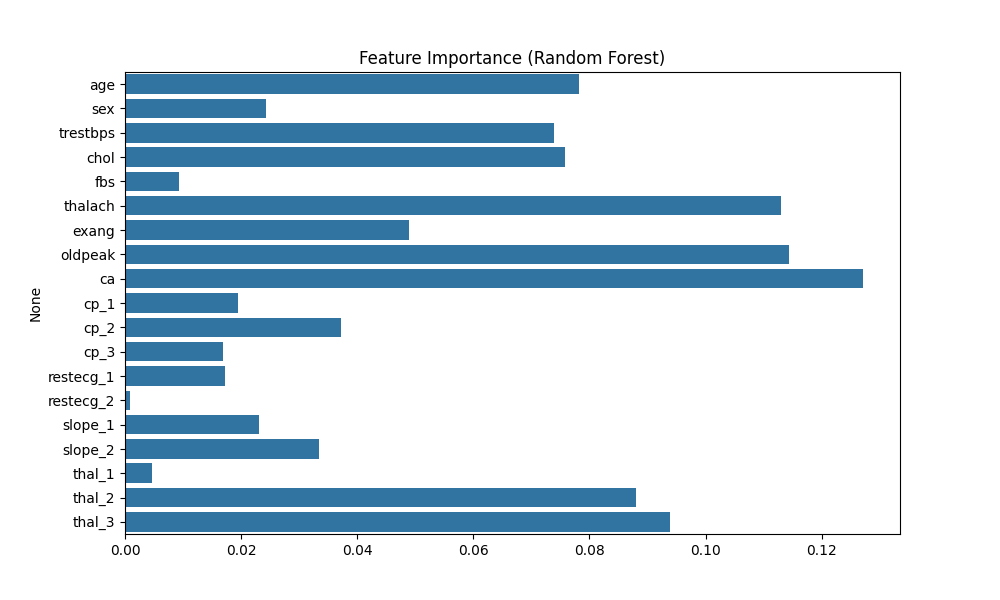 Feature Importance (Random Forest)
age
sex
trestbps
chol
fbs
thalach
exang
oldpeak
ca
None
cp_1
cp_2
cp_3
restecg_1
restecg_2
slope_1
slope_2
thal_1
thal_2
thal_3
0.00 0.02 0.04 0.06 0.08 0.10 0.12